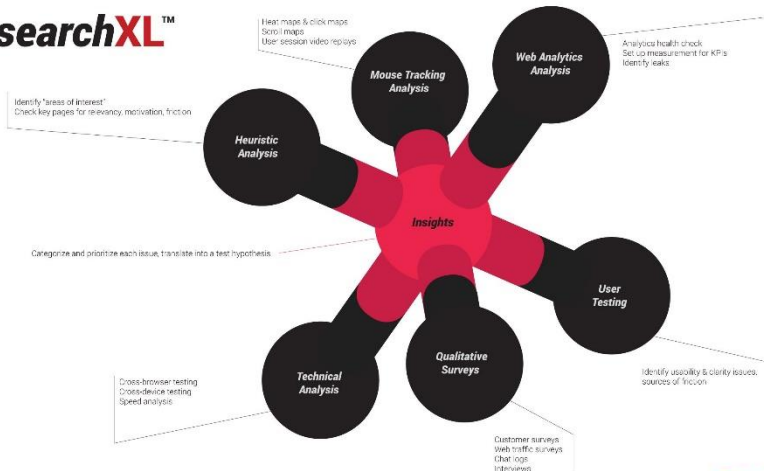 searchXL™
Heat maps & click maps
Scroll maps
User session video replays
Mouse Tracking
Analysis
Web Analytics
Analysis
Analytics health check
Set up measurement for KPIs
Identify leaks
Identify "areas of interest"
Check key pages for relevancy, motivation, friction
Heuristic
Analysis
Insights
Categorize and prioritize each issue, translate into a test hypothesis
User
Testing
Identify usability & clarity issues,
sources of friction
Technical
Analysis
Cross-browser testing
Cross-device testing
Speed analysis
Qualitative
Surveys
Customer surveys
Web traffic surveys
Chat logs
Interviews